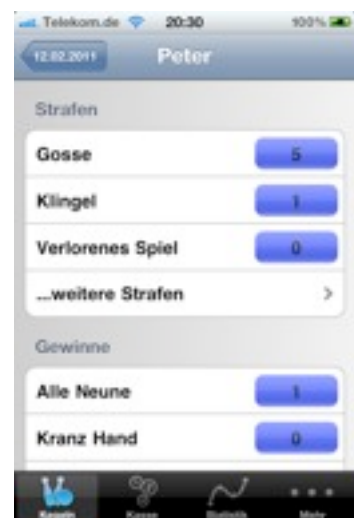 Telekom.de 20:30 100%
12.02.2011 Peter
Strafen
Gosse 5
Klingel 1
Verlorenes Spiel 0
...weitere Strafen
Gewinne
Alle Neune 1
Kranz Hand 0
Kegeln Kasse Statistik Mehr